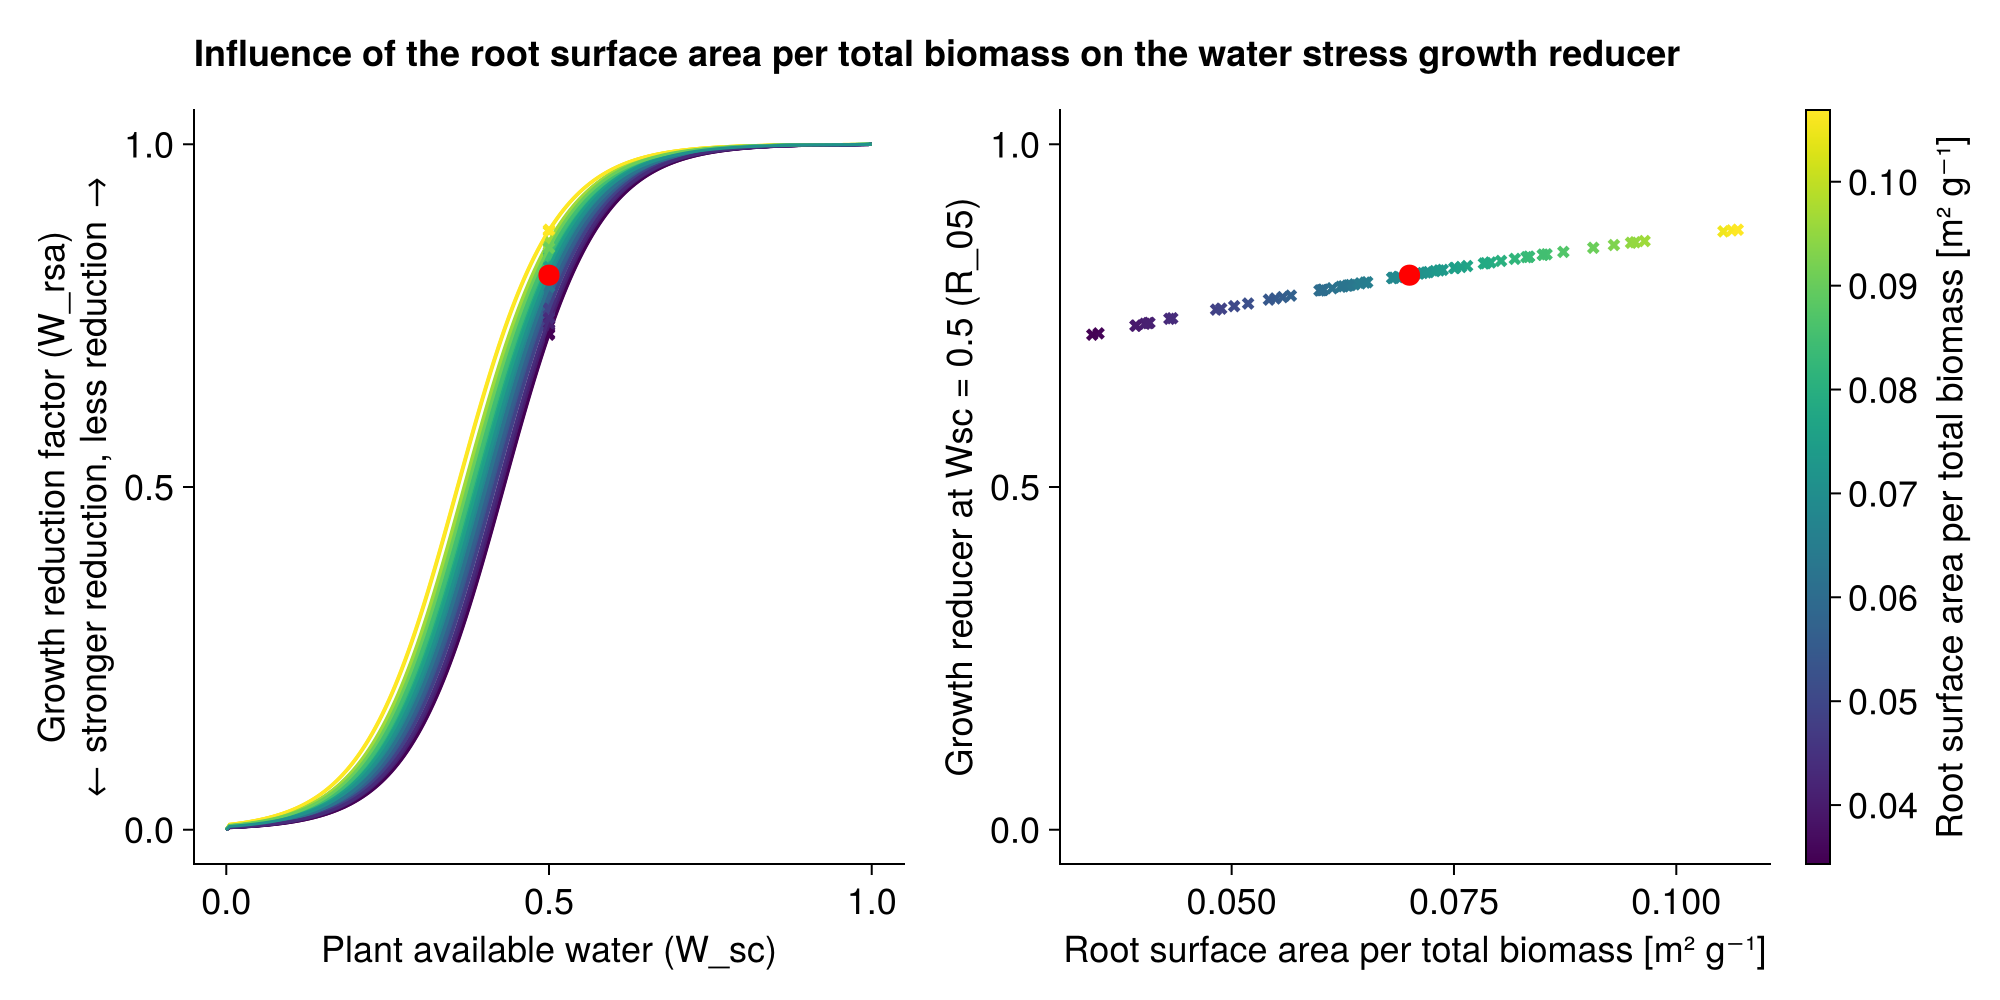 Influence of the root surface area per total biomass on the water stress growth reducer
Growth reduction factor (W_rsa)
← stronger reduction, less reduction →
1.0
0.5
0.0
0.0
0.5
1.0
Plant available water (W_sc)
Growth reducer at Wsc = 0.5 (R_05)
1.0
0.5
0.0
0.050
0.075
0.100
Root surface area per total biomass [m² g⁻¹]
0.10
0.09
0.08
0.07
0.06
0.05
0.04
Root surface area per total biomass [m² g⁻¹]